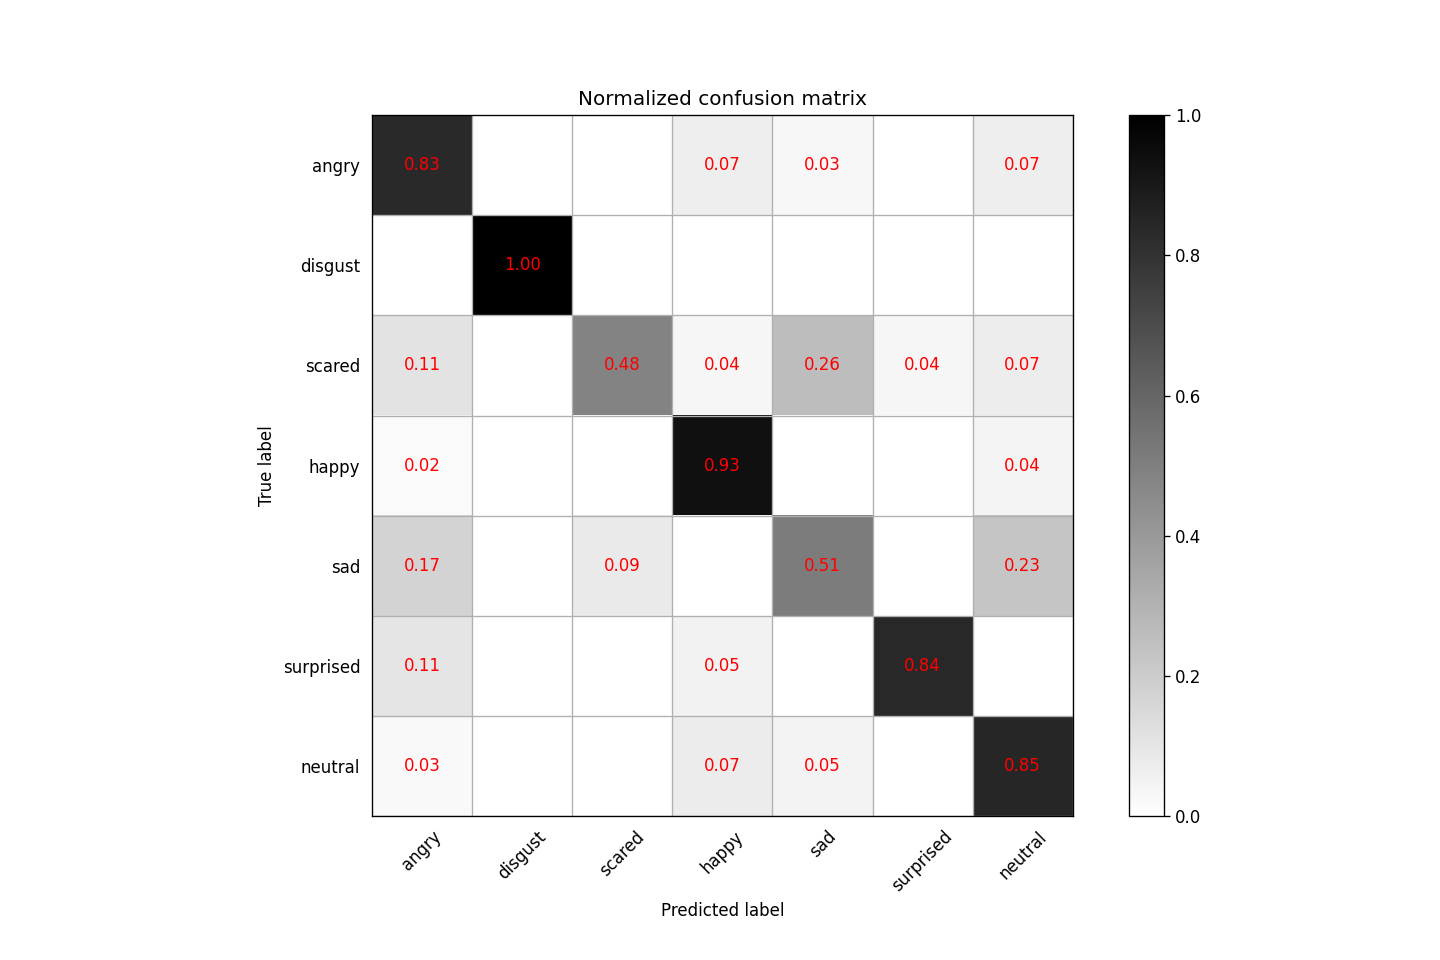 Normalized confusion matrix
True label
angry 0.83 0.07 0.03 0.07
disgust 1.00
scared 0.11 0.48 0.04 0.26 0.04 0.07
happy 0.02 0.93 0.04
sad 0.17 0.09 0.51 0.23
surprised 0.11 0.05 0.84
neutral 0.03 0.07 0.05 0.85
angry disgust scared happy sad surprised neutral
Predicted label
1.0
0.8
0.6
0.4
0.2
0.0